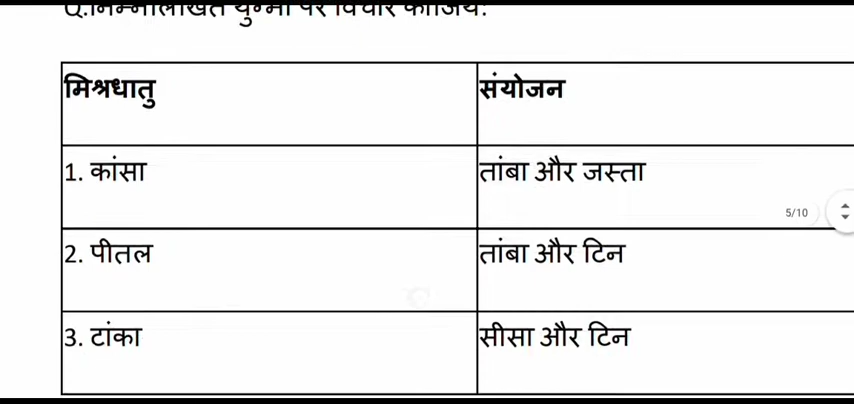 मिश्रधातु संयोजन
1. कांसा तांबा और जस्ता
5/10
2. पीतल तांबा और टिन
3. टांका सीसा और टिन